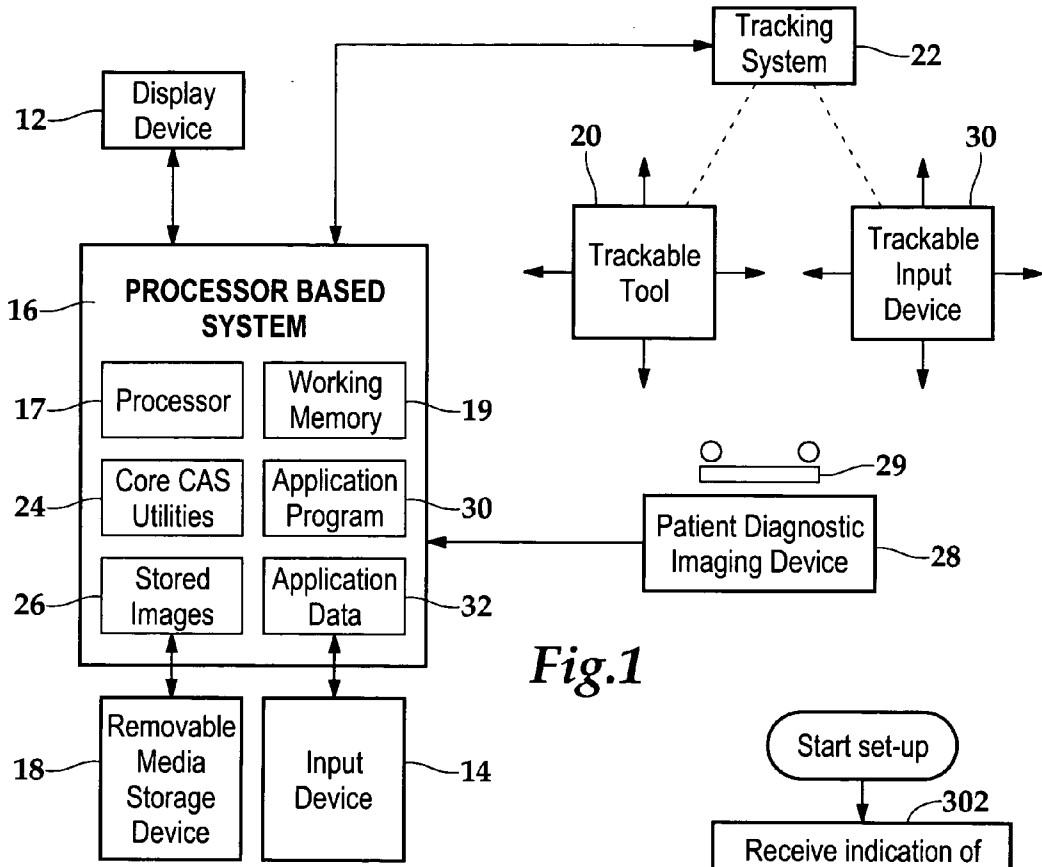 Tracking
System
22
12
Display
Device
20
30
Trackable
Tool
Trackable
Input
Device
16
PROCESSOR BASED
SYSTEM
17
Processor
Working
Memory
19
24
Core CAS
Utilities
Application
Program
30
29
Patient Diagnostic
Imaging Device
28
26
Stored
Images
Application
Data
32
Fig.1
18
Removable
Media
Storage
Device
Input
Device
14
Start set-up
302
Receive indication of